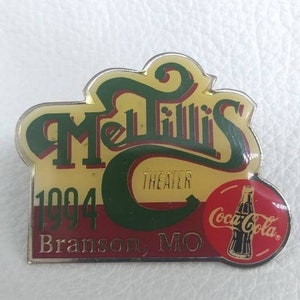 Mel Tillis
THEATER
1994
Branson, MO
Coca-Cola